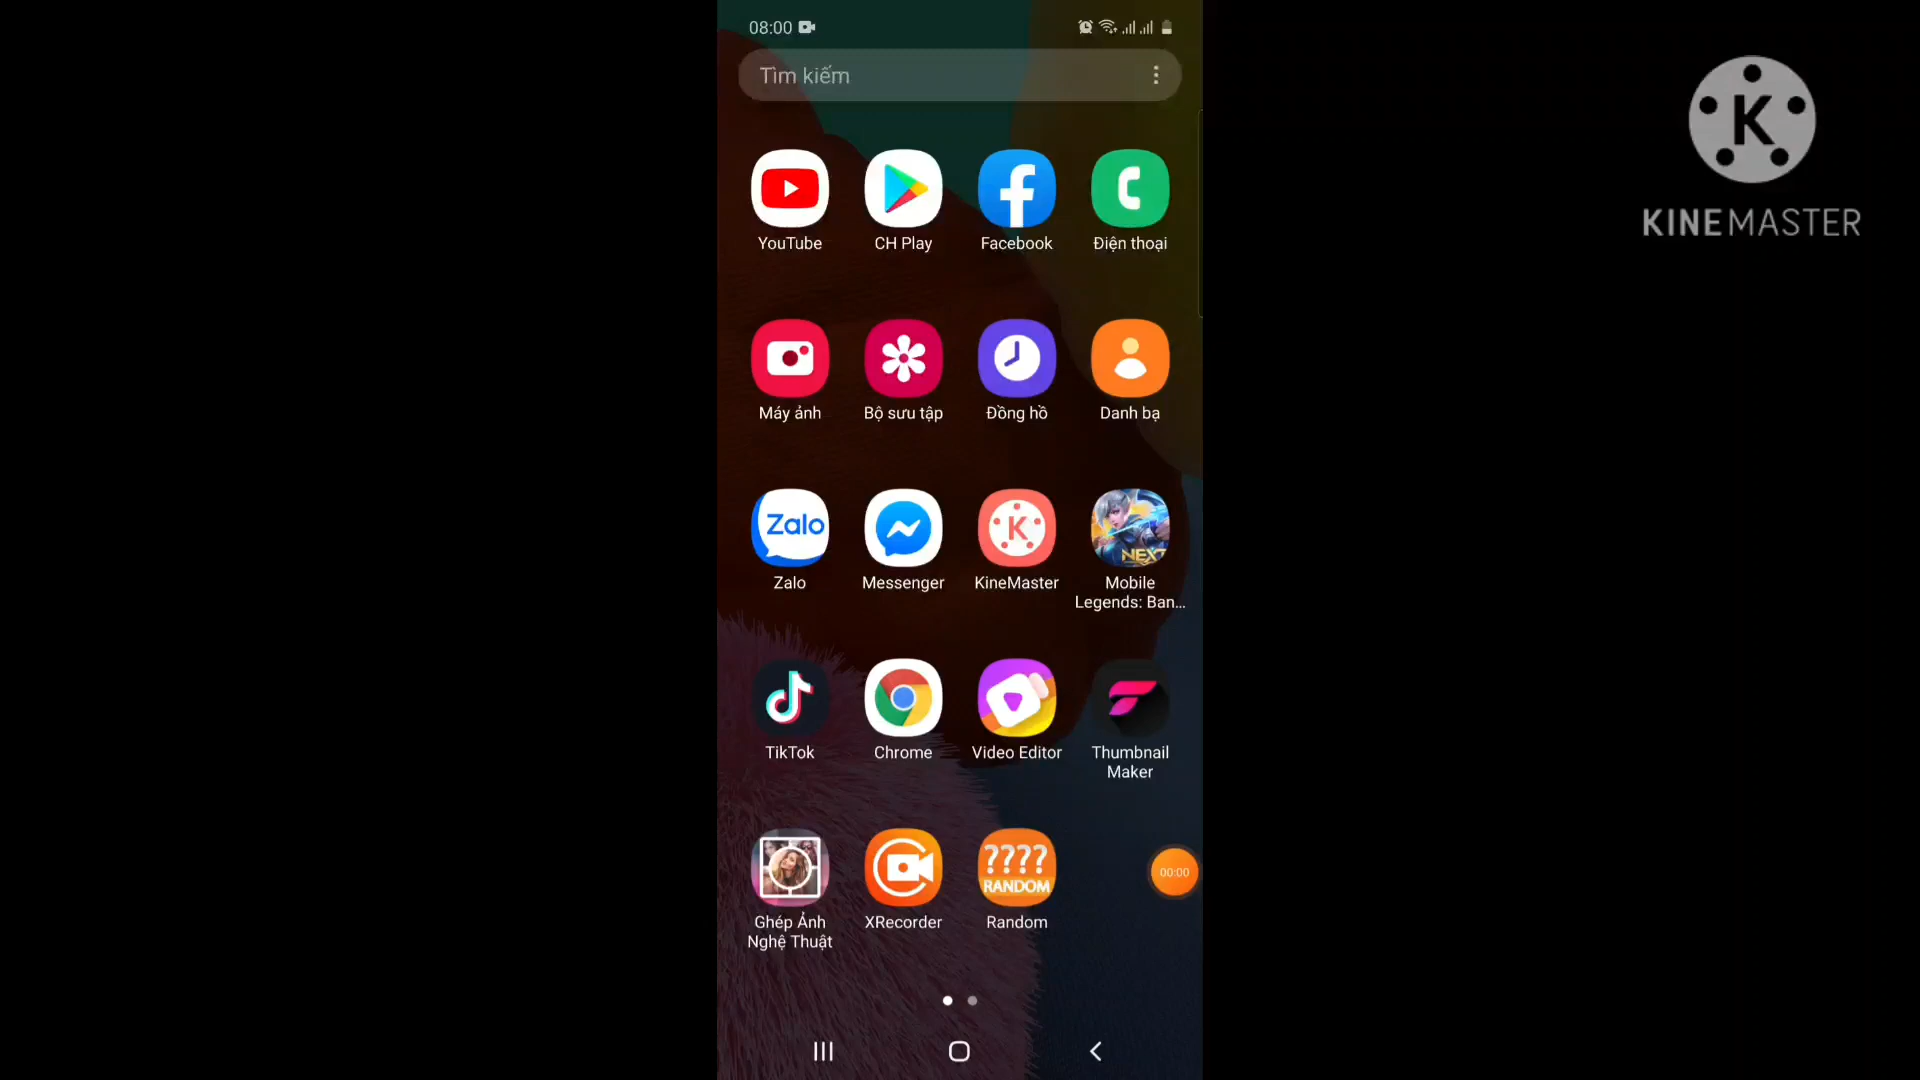 08:00
Tìm kiếm
YouTube
CH Play
Facebook
Điện thoại
Máy ảnh
Bộ sưu tập
Đồng hồ
Danh bạ
Zalo
NEXT
Zalo
Messenger
KineMaster
Mobile
Legends: Ban...
TikTok
Chrome
Video Editor
Thumbnail
Maker
????
RANDOM
00:00
Ghép Ảnh
Nghệ Thuật
XRecorder
Random
K
KINEMASTER